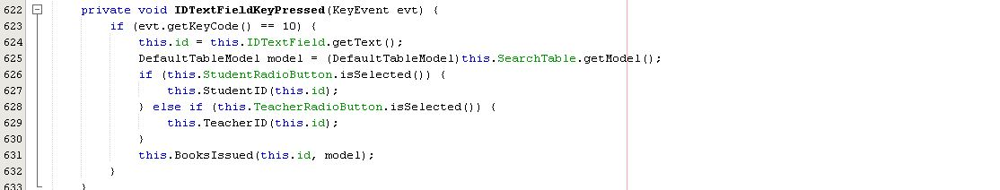 622 private void IDTextFieldKeyPressed(KeyEvent evt) {
623 if (evt.getKeyCode() == 10) {
624 this.id = this.IDTextField.getText();
625 DefaultTableModel model = (DefaultTableModel)this.SearchTable.getModel();
626 if (this.StudentRadioButton.isSelected()) {
627 this.StudentID(this.id);
628 } else if (this.TeacherRadioButton.isSelected()) {
629 this.TeacherID(this.id);
630 }
631 this.BooksIssued(this.id, model);
632 }
633 }